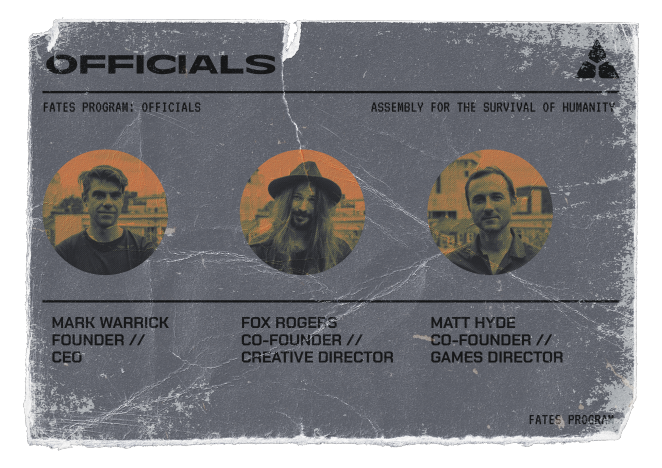 OFFICIALS
FATES PROGRAM: OFFICIALS
ASSEMBLY FOR THE SURVIVAL OF HUMANITY
MARK WARRICK
FOUNDER //
CEO
FOX ROGERS
CO-FOUNDER //
CREATIVE DIRECTOR
MATT HYDE
CO-FOUNDER //
GAMES DIRECTOR
FATES PROGRAM